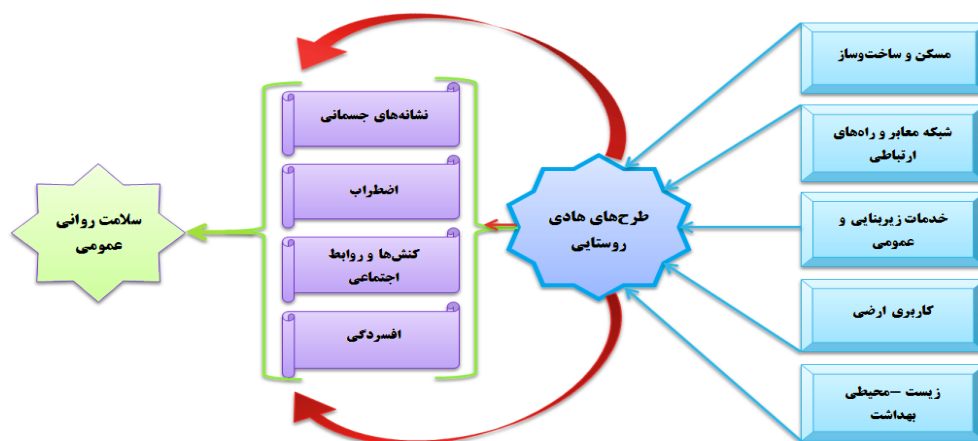 مسکن و ساخت‌وساز
شبکه معابر و راه‌های
ارتباطی
خدمات زیربنایی و
عمومی
کاربری ارضی
زیست –محیطی
بهداشت
طرح‌های هادی
روستایی
نشانه‌های جسمانی
اضطراب
کنش‌ها و روابط
اجتماعی
افسردگی
سلامت روانی
عمومی